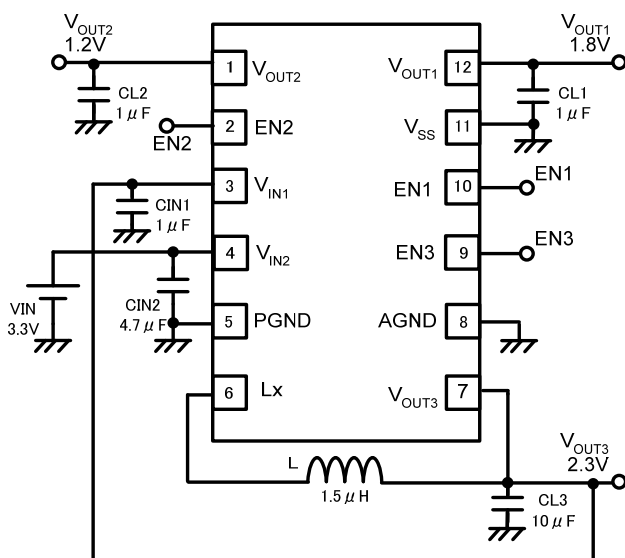 VOUT2
1.2V
VOUT1
1.8V
1 VOUT2
VOUT1 12
CL2
1μF
CL1
1μF
2 EN2
EN2
VSS 11
3 VIN1
EN1 10
EN1
CIN1
1μF
4 VIN2
EN3 9
EN3
VIN
3.3V
CIN2
4.7μF
5 PGND
AGND 8
6 Lx
VOUT3 7
L
1.5μH
VOUT3
2.3V
CL3
10μF